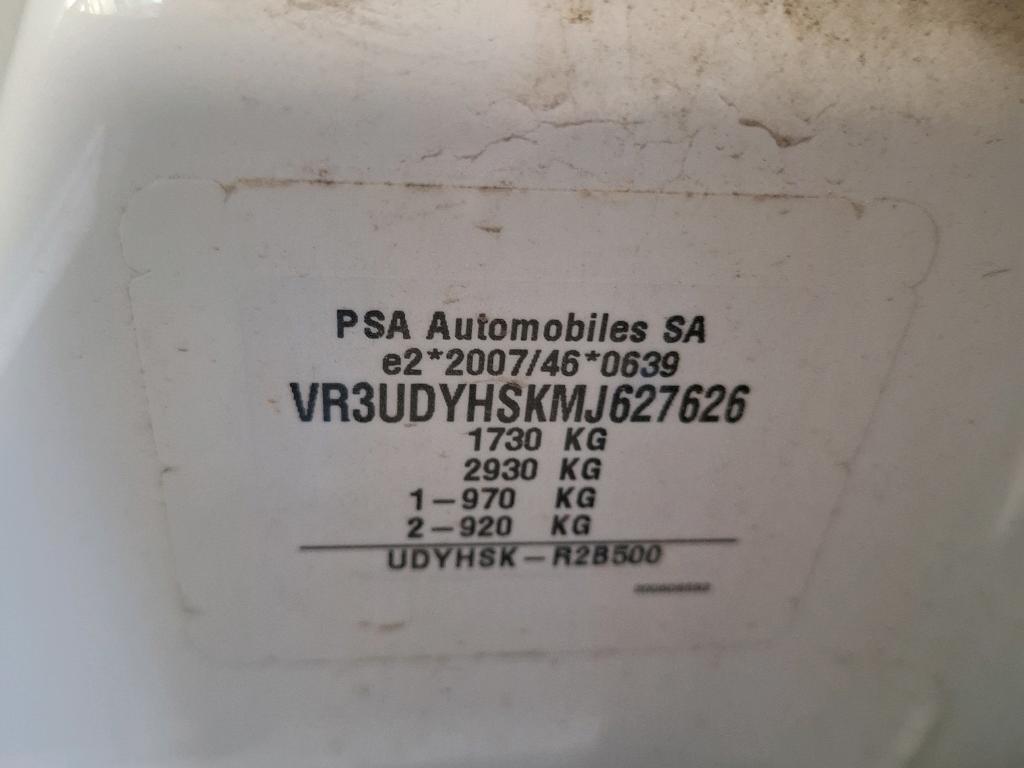 PSA Automobiles SA
e2*2007/46*0639
VR3UDYHSKMJ627626
1730 KG
2930 KG
1-970 KG
2-920 KG
UDYHSK-R2B500